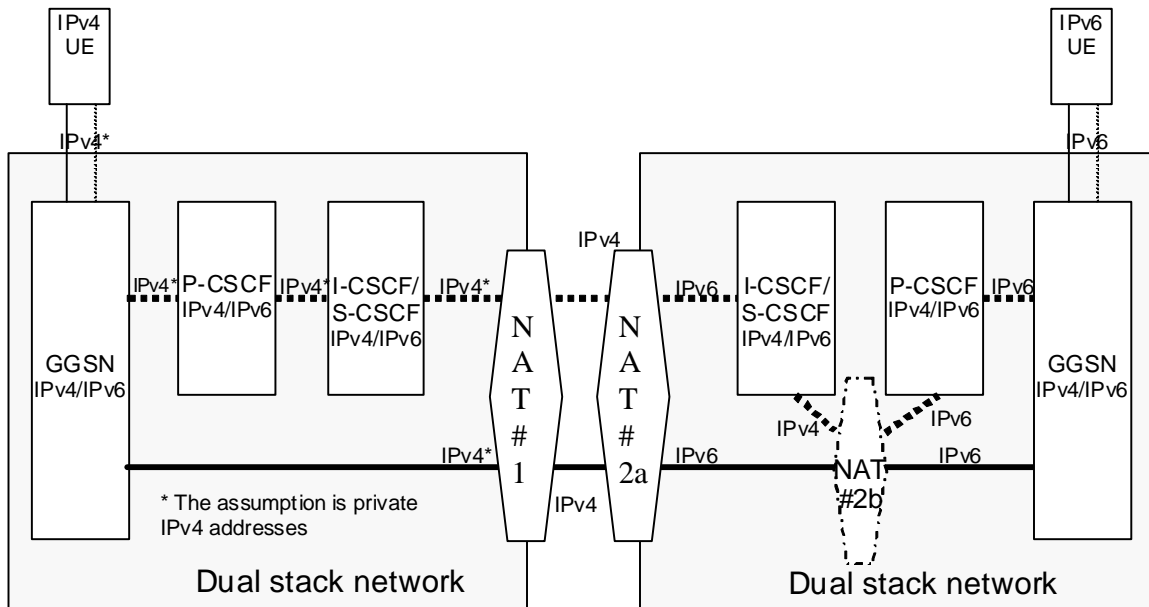 IPv4
UE
IPv6
UE
IPv4*
IPv6
IPv4
IPv4*
P-CSCF
IPv4/IPv6
IPv4*
I-CSCF/
S-CSCF
IPv4/IPv6
IPv4*
N
A
T
#
1
N
A
T
#
2a
IPv6
I-CSCF/
S-CSCF
IPv4/IPv6
P-CSCF
IPv4/IPv6
IPv6
GGSN
IPv4/IPv6
GGSN
IPv4/IPv6
IPv4
IPv6
IPv4*
IPv4
IPv6
NAT
#2b
IPv6
* The assumption is private
IPv4 addresses
Dual stack network
Dual stack network